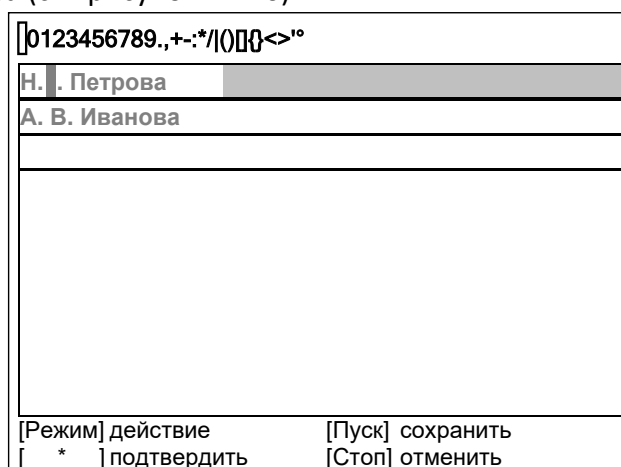 0123456789.,+-:*/|()[]{}<>'"°
Н. . Петрова
А. В. Иванова
[Режим] действие [Пуск] сохранить
[ * ] подтвердить [Стоп] отменить